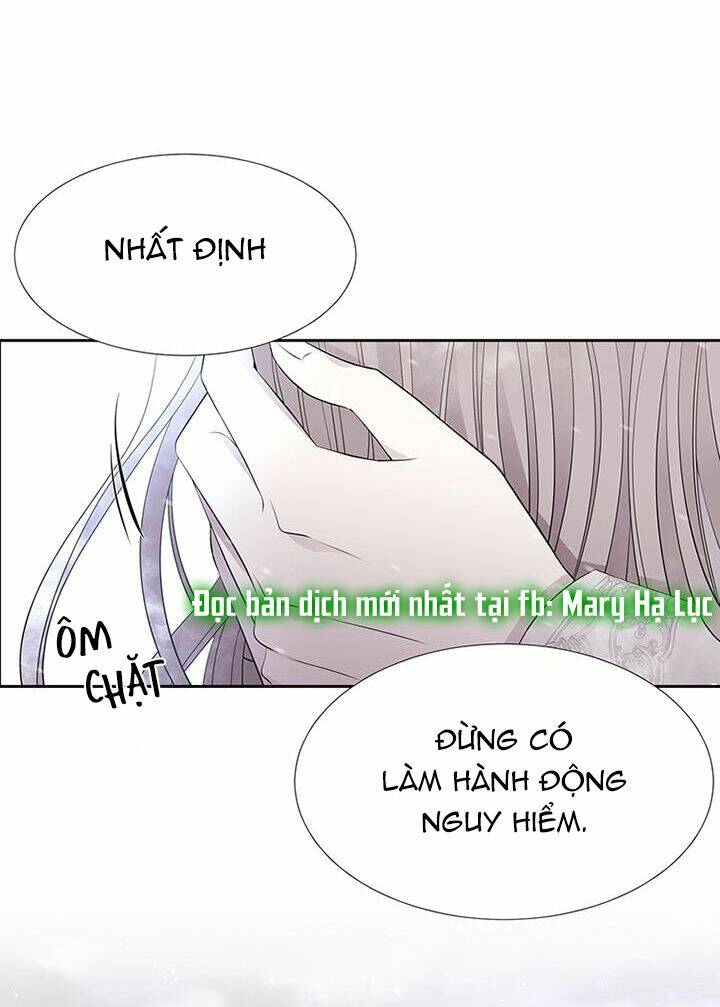 NHẤT ĐỊNH
Đọc bản dịch mới nhất tại fb: Mary Hạ Lục
ÔM
CHẶT
ĐỪNG CÓ
LÀM HÀNH ĐỘNG
NGUY HIỂM.